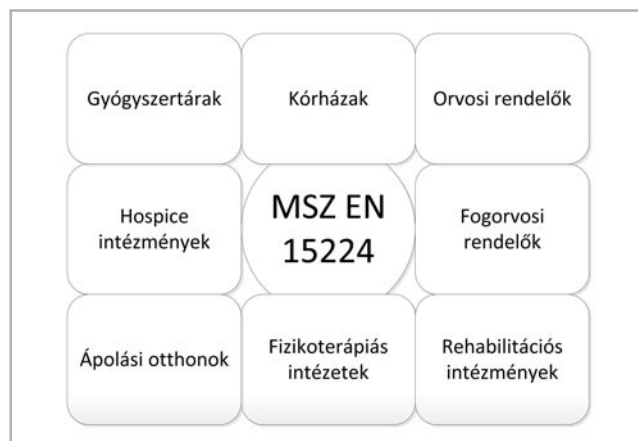 Gyógyszertárak
Kórházak
Orvosi rendelők
Hospice
intézmények
MSZ EN
15224
Fogorvosi
rendelők
Ápolási otthonok
Fizikoterápiás
intézetek
Rehabilitációs
intézmények